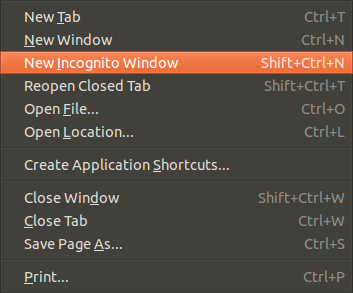 New Tab Ctrl+T
New Window Ctrl+N
New Incognito Window Shift+Ctrl+N
Reopen Closed Tab Shift+Ctrl+T
Open File... Ctrl+O
Open Location... Ctrl+L
Create Application Shortcuts...
Close Window Shift+Ctrl+W
Close Tab Ctrl+W
Save Page As... Ctrl+S
Print... Ctrl+P